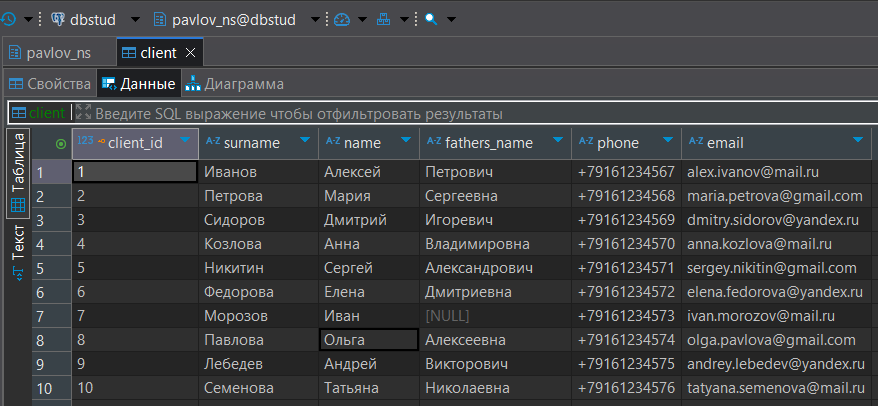 dbstud pavlov_ns@dbstud
pavlov_ns client
Свойства Данные Диаграмма
client Введите SQL выражение чтобы отфильтровать результаты
Таблица
Текст
123 client_id A-Z surname A-Z name A-Z fathers_name A-Z phone A-Z email
1 1 Иванов Алексей Петрович +79161234567 alex.ivanov@mail.ru
2 2 Петрова Мария Сергеевна +79161234568 maria.petrova@gmail.com
3 3 Сидоров Дмитрий Игоревич +79161234569 dmitry.sidorov@yandex.ru
4 4 Козлова Анна Владимировна +79161234570 anna.kozlova@mail.ru
5 5 Никитин Сергей Александрович +79161234571 sergey.nikitin@gmail.com
6 6 Федорова Елена Дмитриевна +79161234572 elena.fedorova@yandex.ru
7 7 Морозов Иван [NULL] +79161234573 ivan.morozov@mail.ru
8 8 Павлова Ольга Алексеевна +79161234574 olga.pavlova@gmail.com
9 9 Лебедев Андрей Викторович +79161234575 andrey.lebedev@yandex.ru
10 10 Семенова Татьяна Николаевна +79161234576 tatyana.semenova@mail.ru